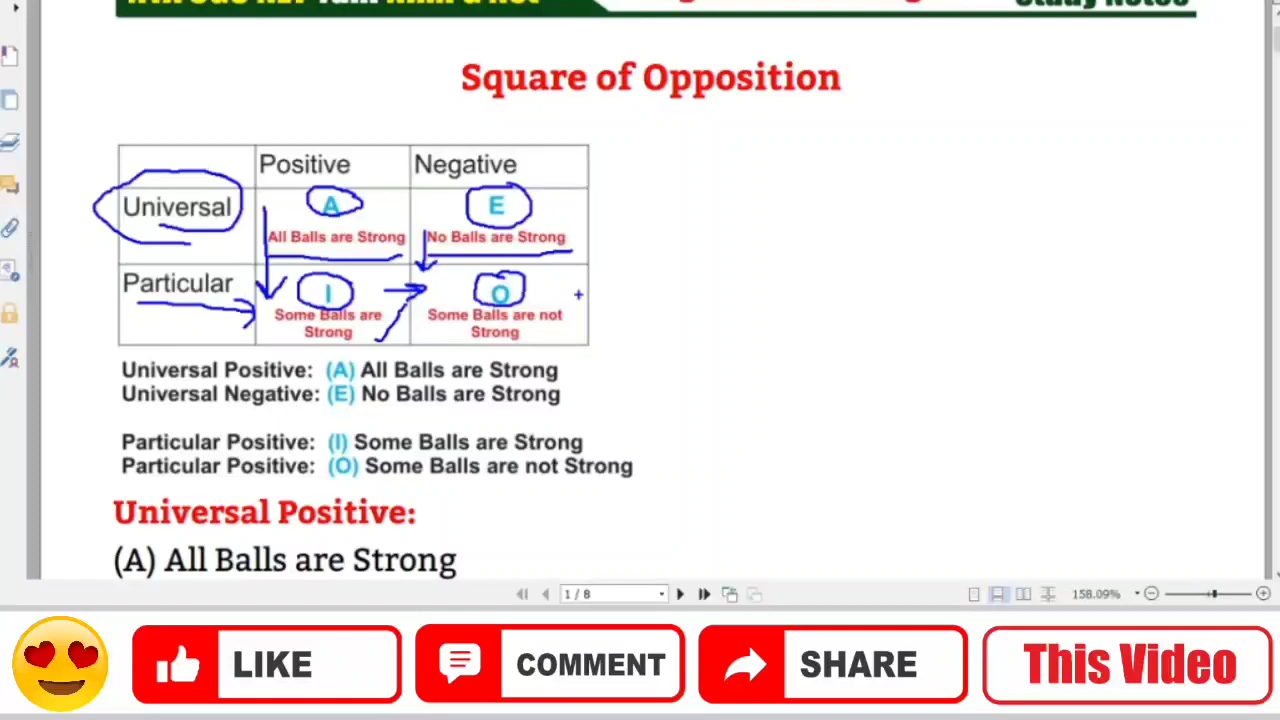 Study Notes
Square of Opposition
Positive Negative
Universal A E
All Balls are Strong No Balls are Strong
Particular I O
Some Balls are Strong Some Balls are not Strong
Universal Positive: (A) All Balls are Strong
Universal Negative: (E) No Balls are Strong
Particular Positive: (I) Some Balls are Strong
Particular Positive: (O) Some Balls are not Strong
Universal Positive:
(A) All Balls are Strong
1 / 8
158.09%
LIKE COMMENT SHARE This Video